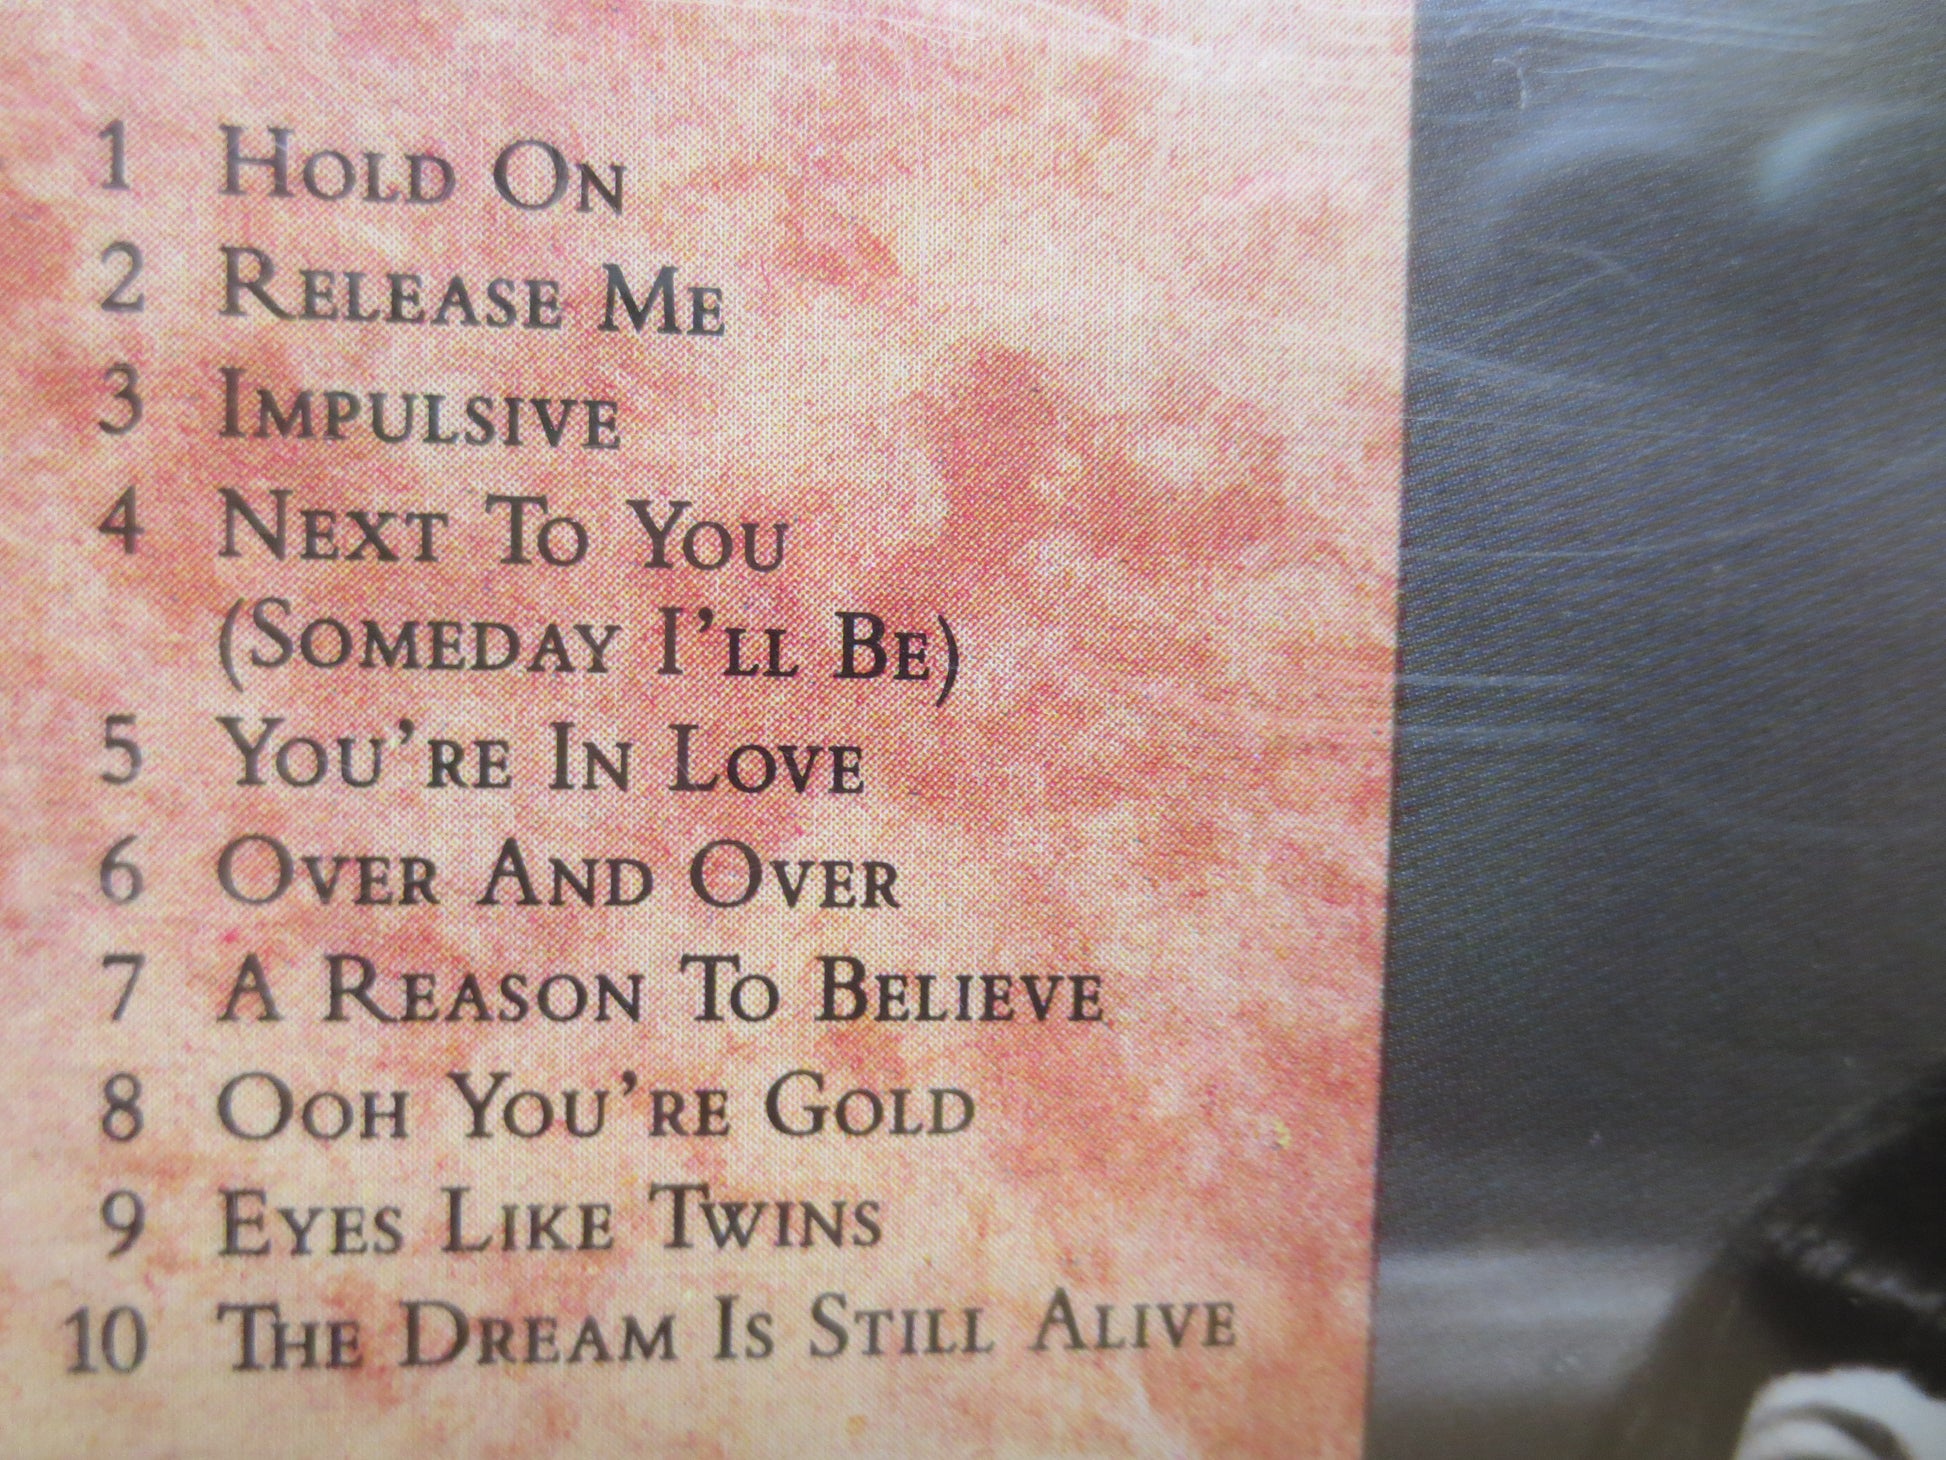 1 Hold On
2 Release Me
3 Impulsive
4 Next To You
(Someday I'll Be)
5 You're In Love
6 Over And Over
7 A Reason To Believe
8 Ooh You're Gold
9 Eyes Like Twins
10 The Dream Is Still Alive